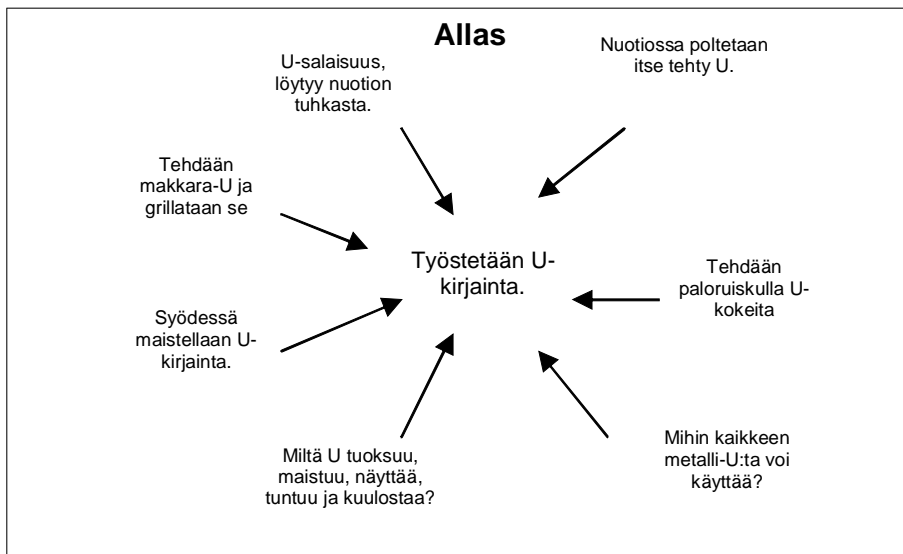 Allas
U-salaisuus,
löytyy nuotion
tuhkasta.
Nuotiossa poltetaan
itse tehty U.
Tehdään
makkara-U ja
grillataan se
Työstetään U-
kirjainta.
Tehdään
paloruiskulla U-
kokeita
Syödessä
maistellaan U-
kirjainta.
Miltä U tuoksuu,
maistuu, näyttää,
tuntuu ja kuulostaa?
Mihin kaikkeen
metalli-U:ta voi
käyttää?